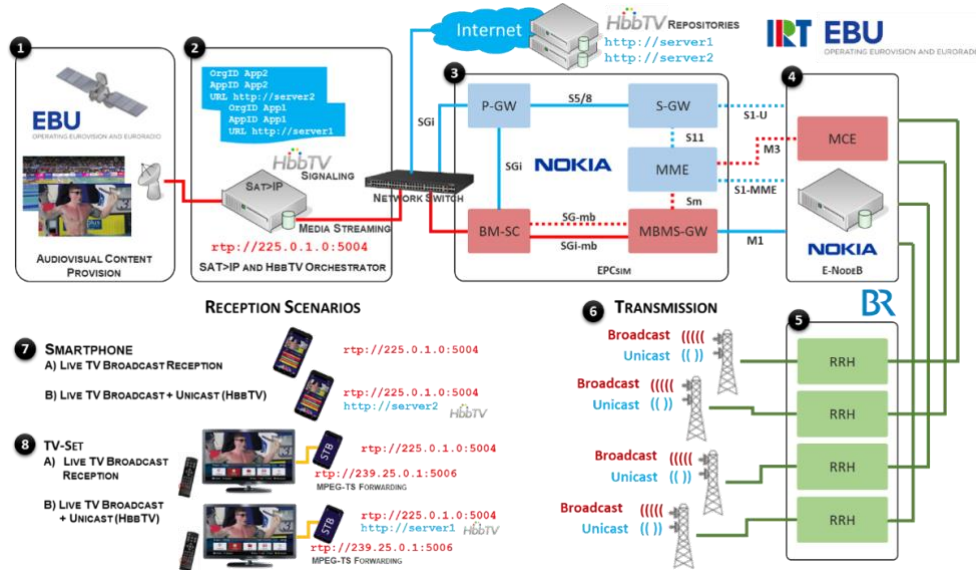 1
EBU
OPERATING EUROVISION AND EURORADIO
AUDIOVISUAL CONTENT
PROVISION
2
OrgID App2
AppID App2
URL http://server2
OrgID App1
AppID App1
URL http://server1
HbbTV
SIGNALING
SAT>IP
MEDIA STREAMING
rtp://225.0.1.0:5004
SAT>IP AND HBBTV ORCHESTRATOR
NETWORK SWITCH
Internet
HbbTV REPOSITORIES
http://server1
http://server2
IRT EBU
OPERATING EUROVISION AND EURORADIO
3
P-GW
S5/8
S-GW
SGi
SGi
S11
NOKIA
MME
Sm
BM-SC
SG-mb
SGi-mb
MBMS-GW
EPCSIM
S1-U
M3
S1-MME
M1
4
MCE
NOKIA
E-NODEB
BR
5
RRH
RRH
RRH
RRH
6 TRANSMISSION
Broadcast (((((
Unicast (( ))
Broadcast (((((
Unicast (( ))
Broadcast (((((
Unicast (( ))
Broadcast (((((
Unicast (( ))
RECEPTION SCENARIOS
7 SMARTPHONE
A) LIVE TV BROADCAST RECEPTION
rtp://225.0.1.0:5004
B) LIVE TV BROADCAST + UNICAST (HBBTV)
rtp://225.0.1.0:5004
http://server2 HbbTV
8 TV-SET
A) LIVE TV BROADCAST
RECEPTION
STB
rtp://225.0.1.0:5004
rtp://239.25.0.1:5006
MPEG-TS FORWARDING
B) LIVE TV BROADCAST
+ UNICAST (HBBTV)
STB
rtp://225.0.1.0:5004
http://server1 HbbTV
rtp://239.25.0.1:5006
MPEG-TS FORWARDING